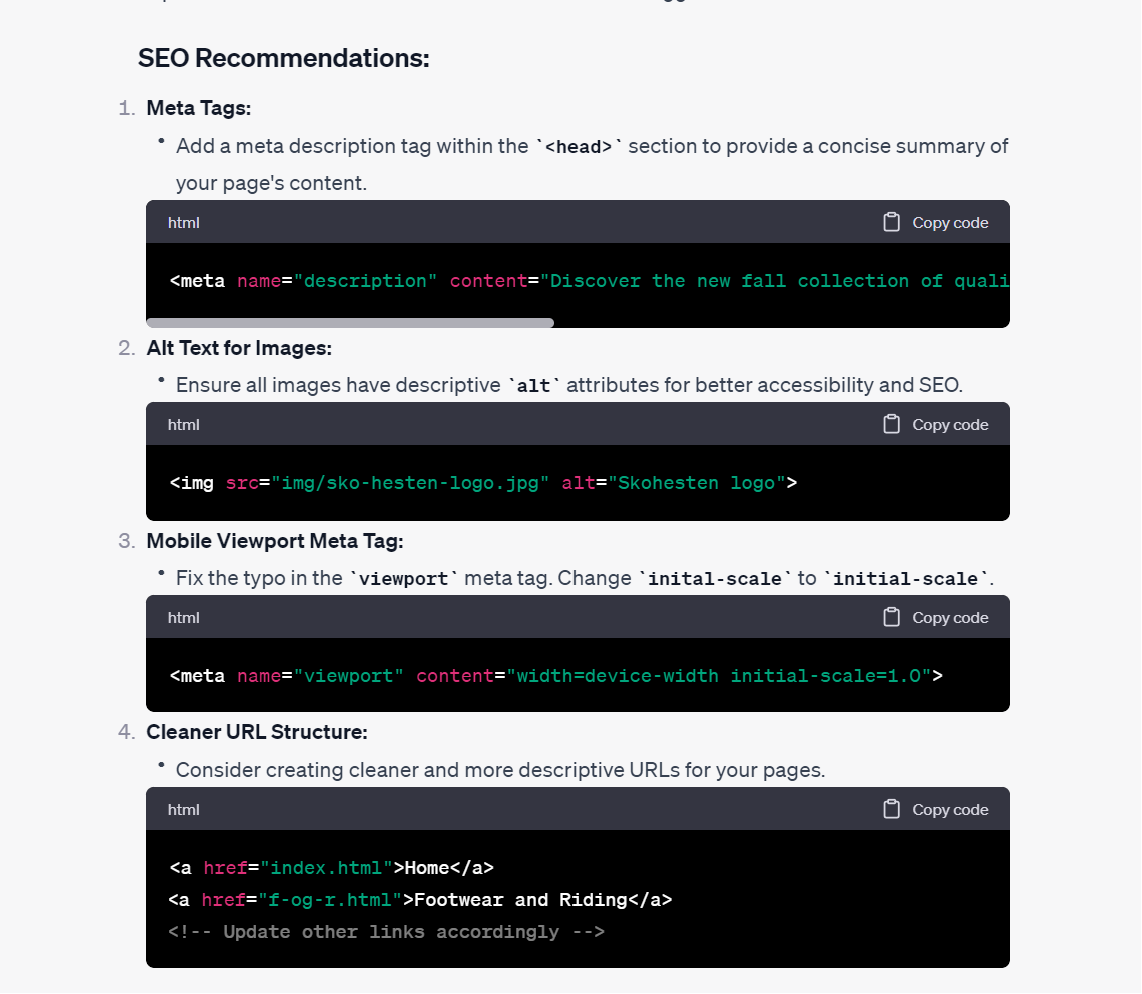 SEO Recommendations:
1. Meta Tags:
• Add a meta description tag within the `<head>` section to provide a concise summary of
your page's content.
html Copy code
<meta name="description" content="Discover the new fall collection of quali
2. Alt Text for Images:
• Ensure all images have descriptive `alt` attributes for better accessibility and SEO.
html Copy code
<img src="img/sko-hesten-logo.jpg" alt="Skohesten logo">
3. Mobile Viewport Meta Tag:
• Fix the typo in the `viewport` meta tag. Change `inital-scale` to `initial-scale`.
html Copy code
<meta name="viewport" content="width=device-width initial-scale=1.0">
4. Cleaner URL Structure:
• Consider creating cleaner and more descriptive URLs for your pages.
html Copy code
<a href="index.html">Home</a>
<a href="f-og-r.html">Footwear and Riding</a>
<!-- Update other links accordingly -->